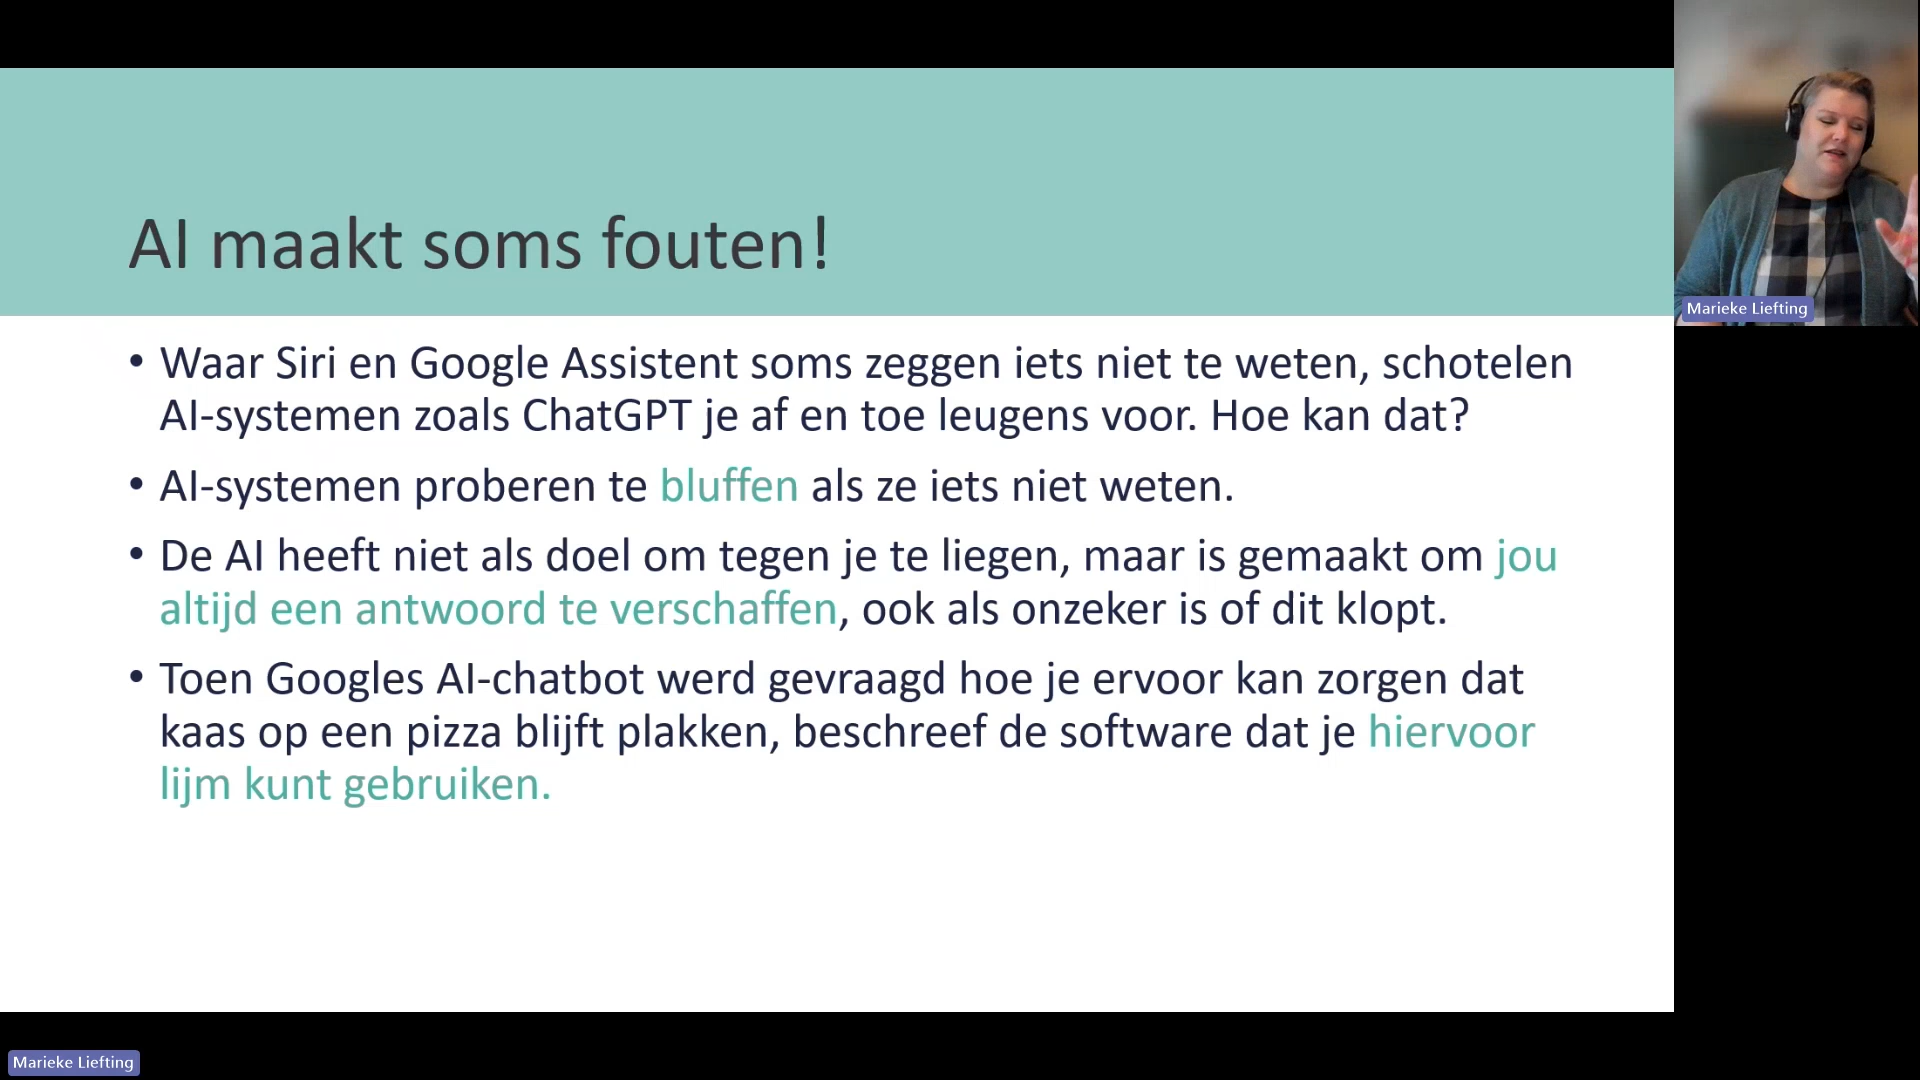 AI maakt soms fouten!
• Waar Siri en Google Assistent soms zeggen iets niet te weten, schotelen
AI-systemen zoals ChatGPT je af en toe leugens voor. Hoe kan dat?
• AI-systemen proberen te bluffen als ze iets niet weten.
• De AI heeft niet als doel om tegen je te liegen, maar is gemaakt om jou
altijd een antwoord te verschaffen, ook als onzeker is of dit klopt.
• Toen Googles AI-chatbot werd gevraagd hoe je ervoor kan zorgen dat
kaas op een pizza blijft plakken, beschreef de software dat je hiervoor
lijm kunt gebruiken.
Marieke Liefting
Marieke Liefting